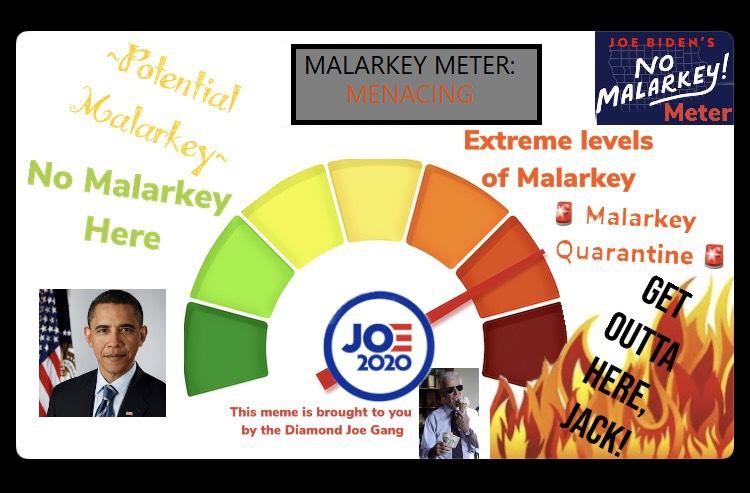 ~Potential
Malarkey~
MALARKEY METER:
MENACING
JOE BIDEN'S
NO
MALARKEY!
Meter
No Malarkey
Here
Extreme levels
of Malarkey
🚨 Malarkey
Quarantine 🚨
GET
OUTTA
HERE,
JACK!
JOE
2020
This meme is brought to you
by the Diamond Joe Gang